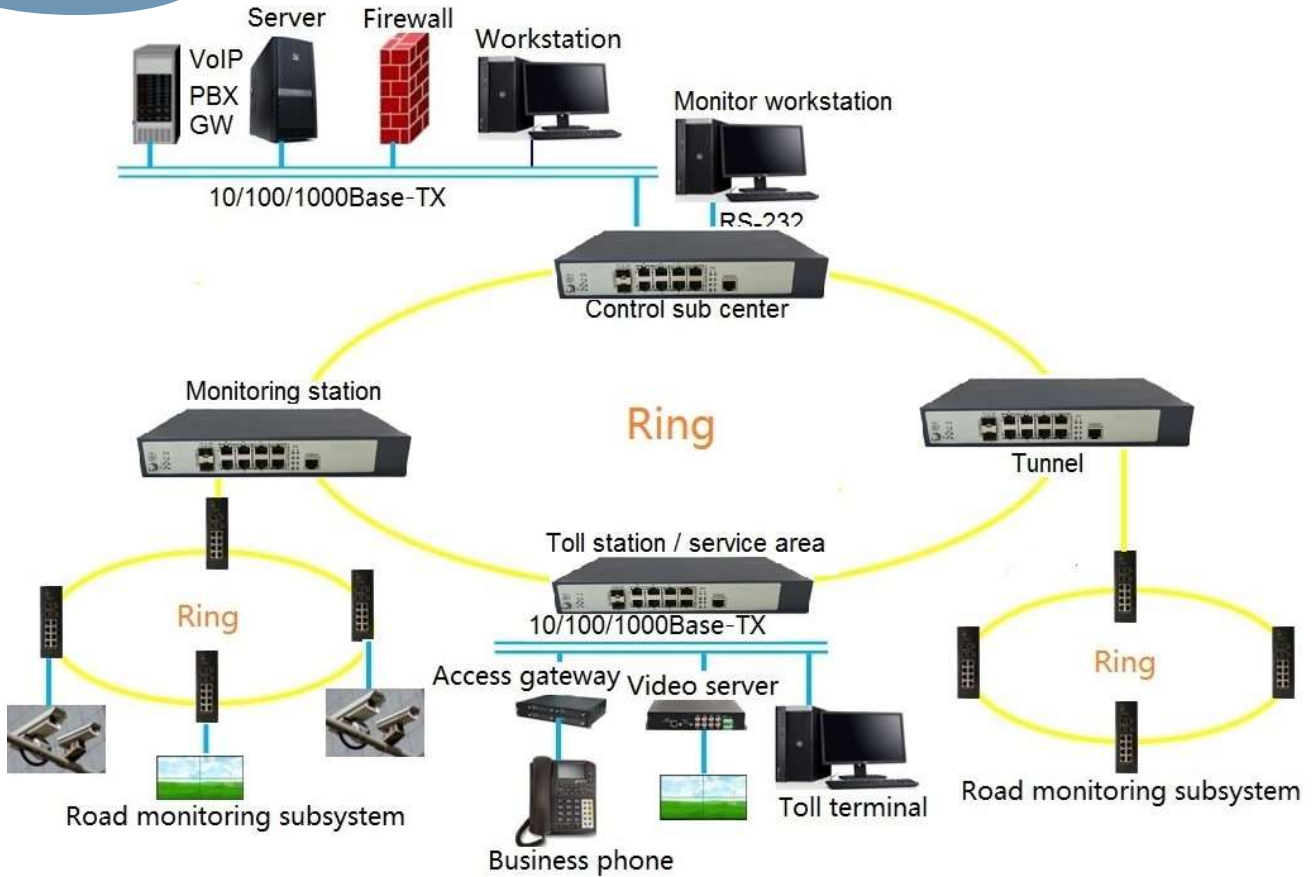 Server
Firewall
Workstation
VoIP
PBX
GW
Monitor workstation
10/100/1000Base-TX
RS-232
Control sub center
Monitoring station
Ring
Tunnel
Toll station / service area
10/100/1000Base-TX
Ring
Ring
Access gateway
Video server
Road monitoring subsystem
Toll terminal
Road monitoring subsystem
Business phone